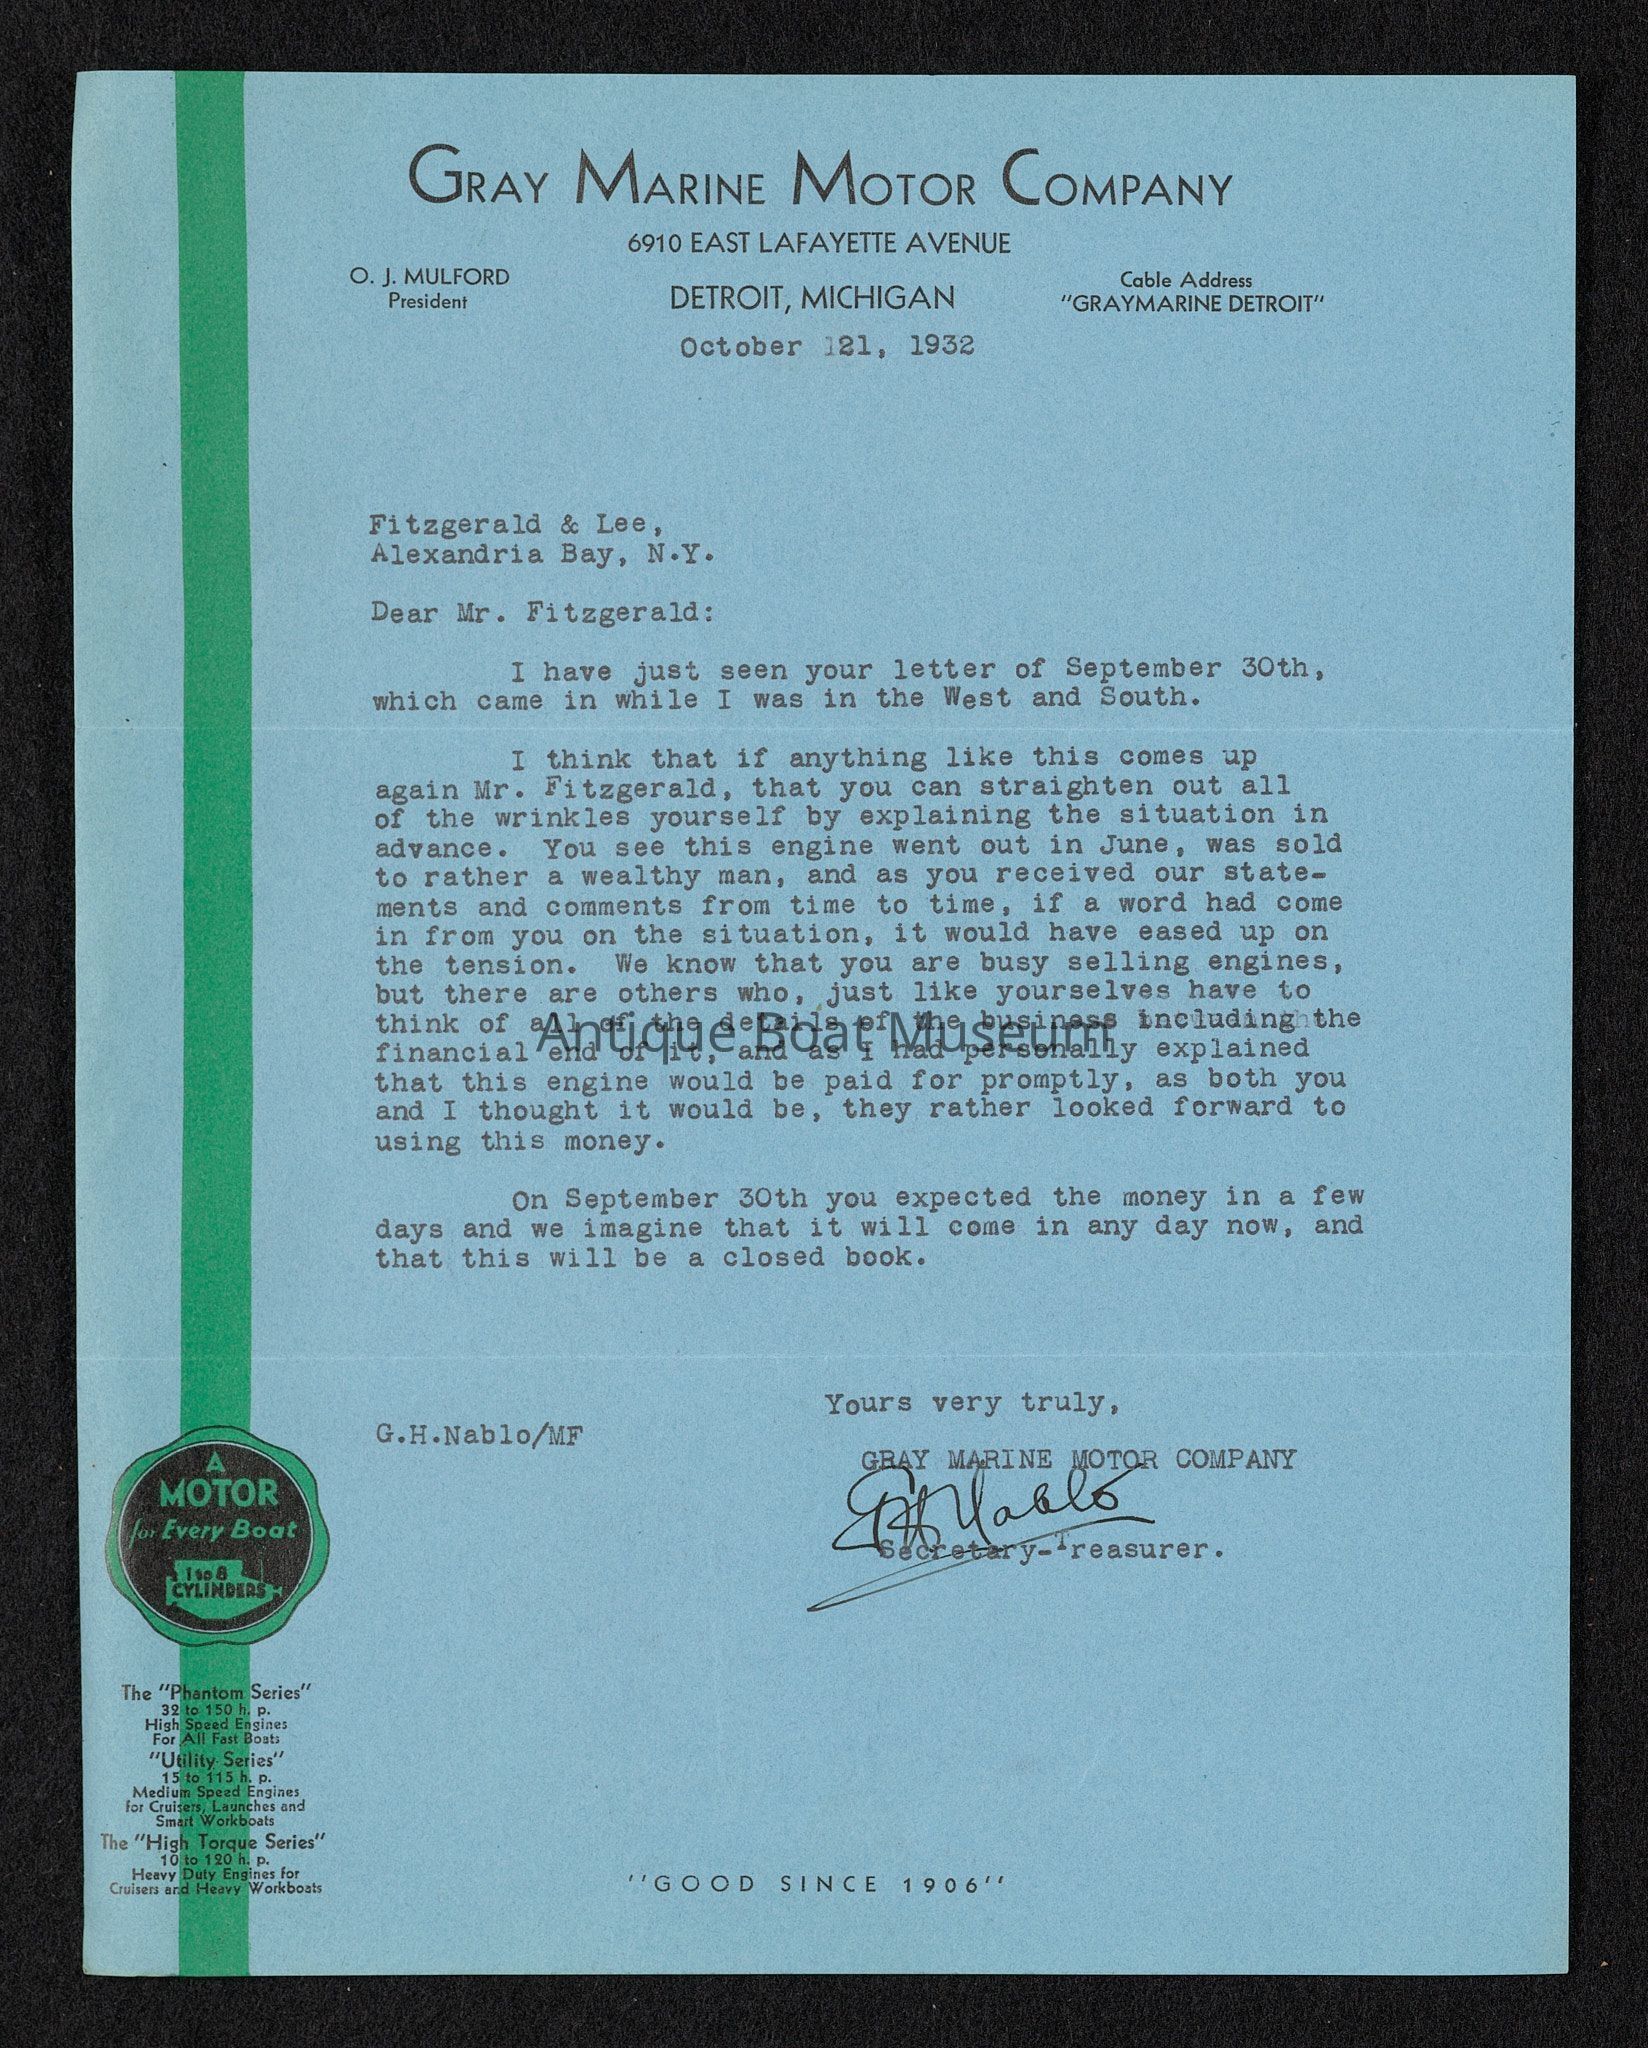 GRAY MARINE MOTOR COMPANY
6910 EAST LAFAYETTE AVENUE
O. J. MULFORD
President
DETROIT, MICHIGAN
Cable Address
"GRAYMARINE DETROIT"
October 21, 1932
Fitzgerald & Lee,
Alexandria Bay, N.Y.
Dear Mr. Fitzgerald:
I have just seen your letter of September 30th,
which came in while I was in the West and South.
I think that if anything like this comes up
again Mr. Fitzgerald, that you can straighten out all
of the wrinkles yourself by explaining the situation in
advance. You see this engine went out in June, was sold
to rather a wealthy man, and as you received our state-
ments and comments from time to time, if a word had come
in from you on the situation, it would have eased up on
the tension. We know that you are busy selling engines,
but there are others who, just like yourselves have to
think of all of the details of the business including the
financial end of it, and as I had personally explained
that this engine would be paid for promptly, as both you
and I thought it would be, they rather looked forward to
using this money.
On September 30th you expected the money in a few
days and we imagine that it will come in any day now, and
that this will be a closed book.
Yours very truly,
G.H.Nablo/MF
GRAY MARINE MOTOR COMPANY
GHNablo
Secretary-Treasurer.
A
MOTOR
for Every Boat
1 to 8
CYLINDERS
The "Phantom Series"
32 to 150 h. p.
High Speed Engines
For All Fast Boats
"Utility Series"
15 to 115 h. p.
Medium Speed Engines
for Cruisers, Launches and
Smart Workboats
The "High Torque Series"
10 to 120 h. p.
Heavy Duty Engines for
Cruisers and Heavy Workboats
''GOOD SINCE 1906''
Antique Boat Museum